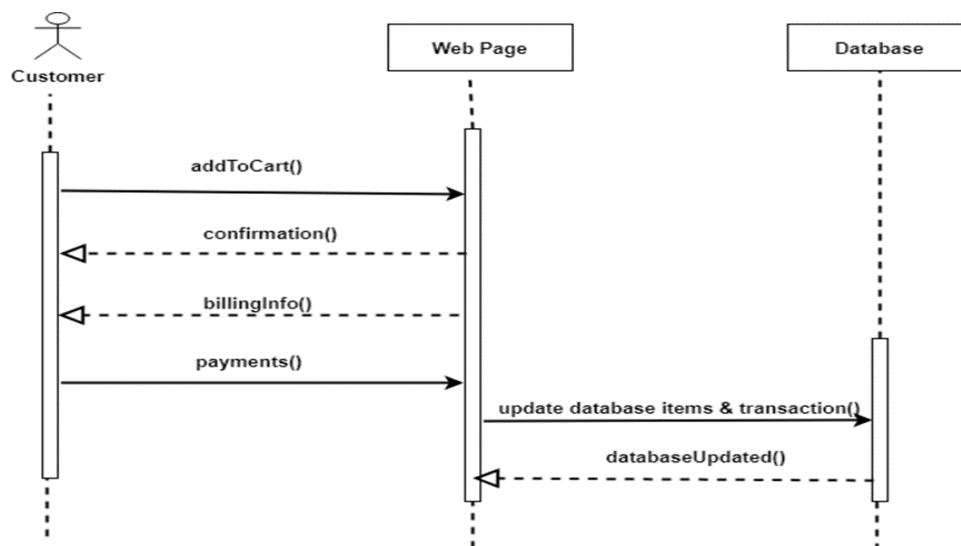 Customer
Web Page
Database
addToCart()
confirmation()
billingInfo()
payments()
update database items & transaction()
databaseUpdated()